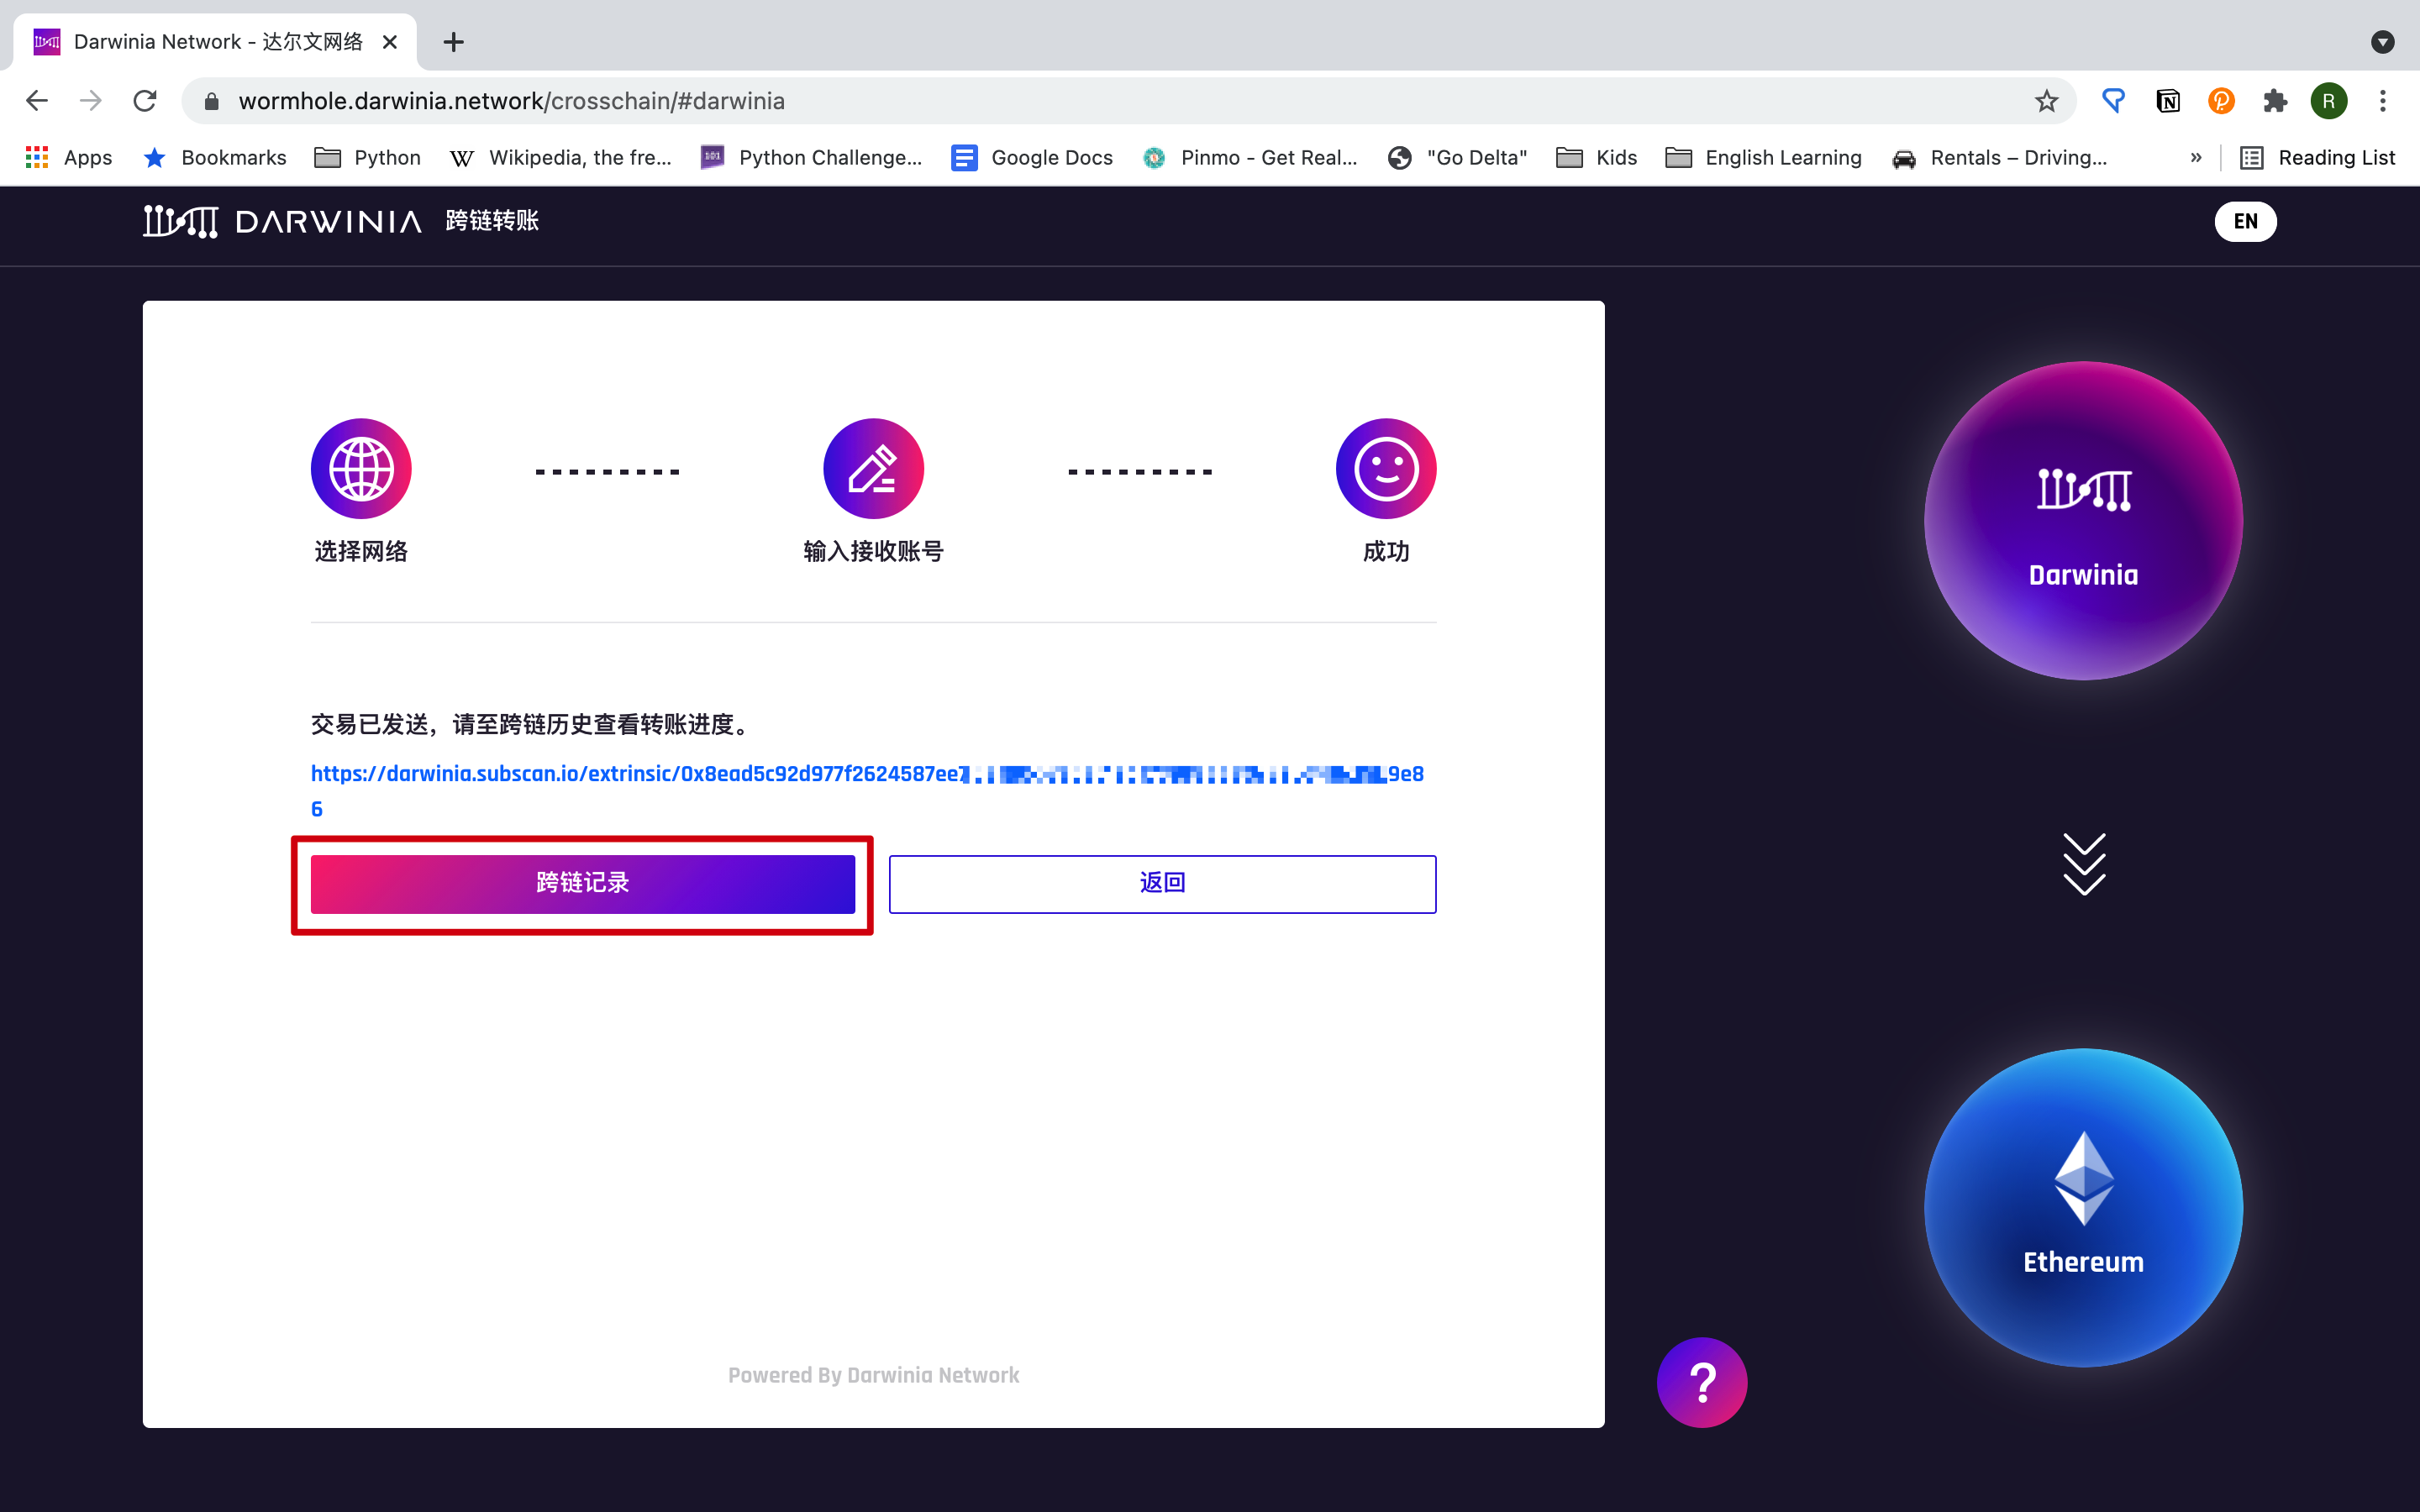 Darwinia Network - 达尔文网络
wormhole.darwinia.network/crosschain/#darwinia
R
Apps Bookmarks Python Wikipedia, the fre... Python Challenge... Google Docs Pinmo - Get Real... "Go Delta" Kids English Learning Rentals – Driving... » Reading List
DARWINIA 跨链转账 EN
选择网络 输入接收账号 成功
Darwinia
交易已发送，请至跨链历史查看转账进度。
https://darwinia.subscan.io/extrinsic/0x8ead5c92d977f2624587ee7 9e8
6
跨链记录 返回
Ethereum
?
Powered By Darwinia Network